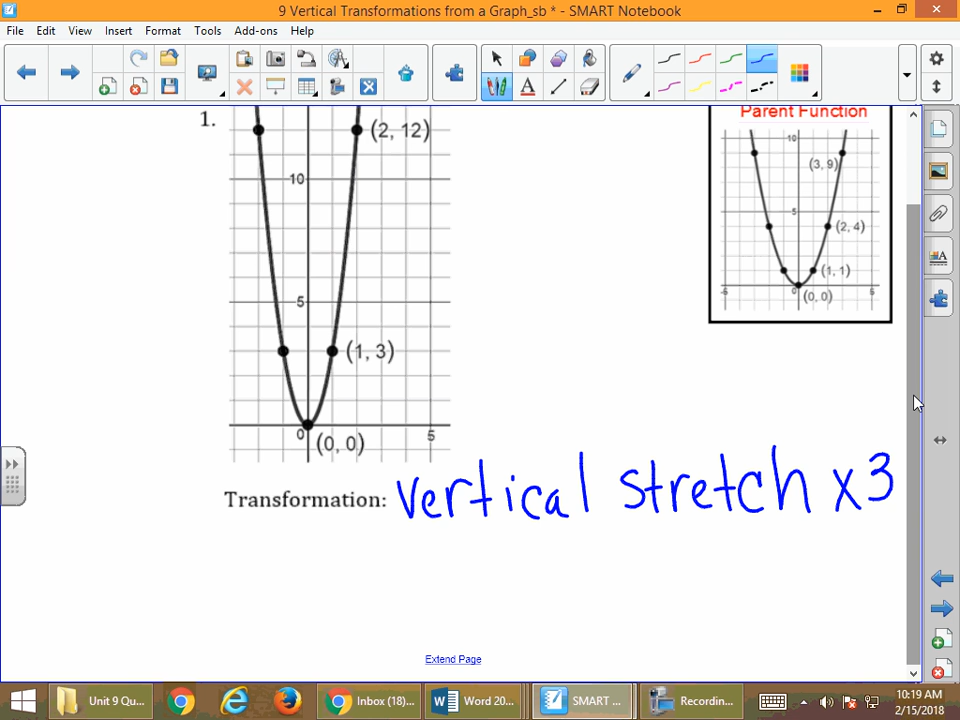 9 Vertical Transformations from a Graph_sb * - SMART Notebook
File Edit View Insert Format Tools Add-ons Help
1.
(2, 12)
10
5
(1, 3)
0
(0, 0)
5
Parent Function
10
(3, 9)
5
(2, 4)
(1, 1)
0
(0, 0)
Transformation: vertical stretch x3
Extend Page
Unit 9 Qu...
Inbox (18)...
Word 20...
SMART ...
Recording...
10:19 AM
2/15/2018